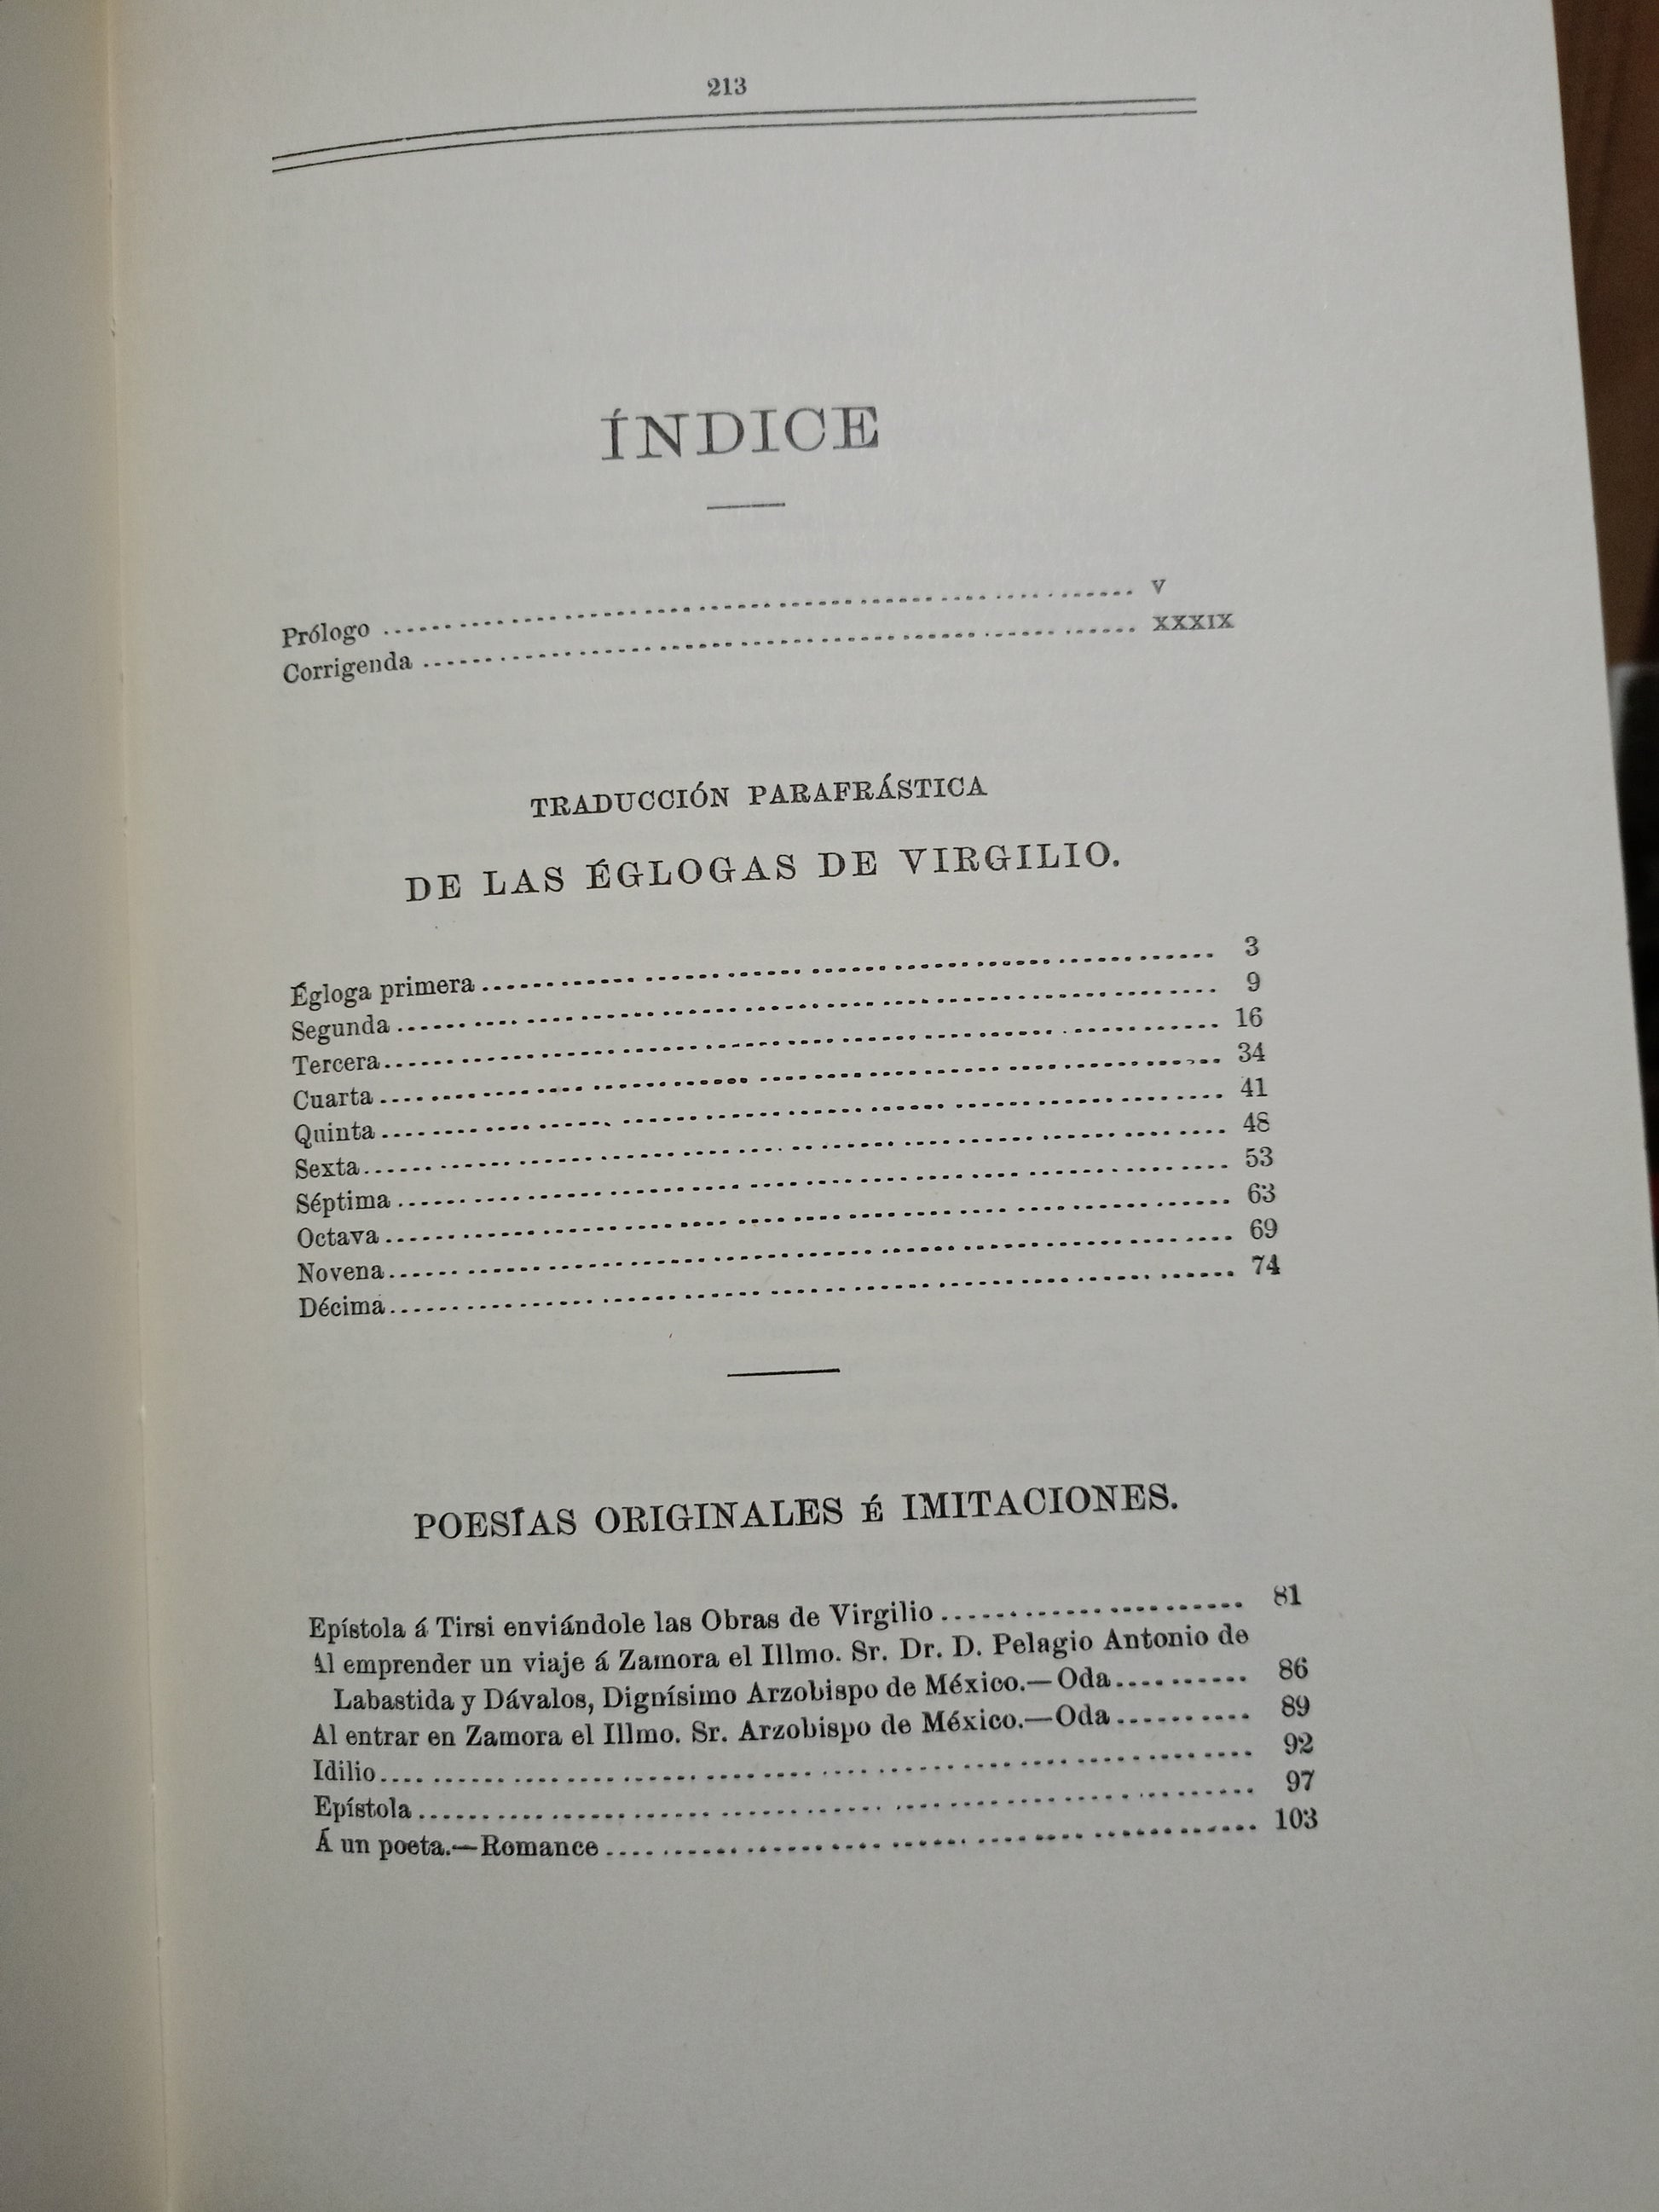 213
ÍNDICE
Prólogo .......... V
Corrigenda .......... XXXIX
TRADUCCIÓN PARAFRÁSTICA
DE LAS ÉGLOGAS DE VIRGILIO.
Égloga primera .......... 3
Segunda .......... 9
Tercera .......... 16
Cuarta .......... 34
Quinta .......... 41
Sexta .......... 48
Séptima .......... 53
Octava .......... 63
Novena .......... 69
Décima .......... 74
POESÍAS ORIGINALES É IMITACIONES.
Epístola á Tirsi enviándole las Obras de Virgilio .......... 81
Al emprender un viaje á Zamora el Illmo. Sr. Dr. D. Pelagio Antonio de
Labastida y Dávalos, Dignísimo Arzobispo de México.—Oda .......... 86
Al entrar en Zamora el Illmo. Sr. Arzobispo de México.—Oda .......... 89
Idilio .......... 92
Epístola .......... 97
Á un poeta.—Romance .......... 103